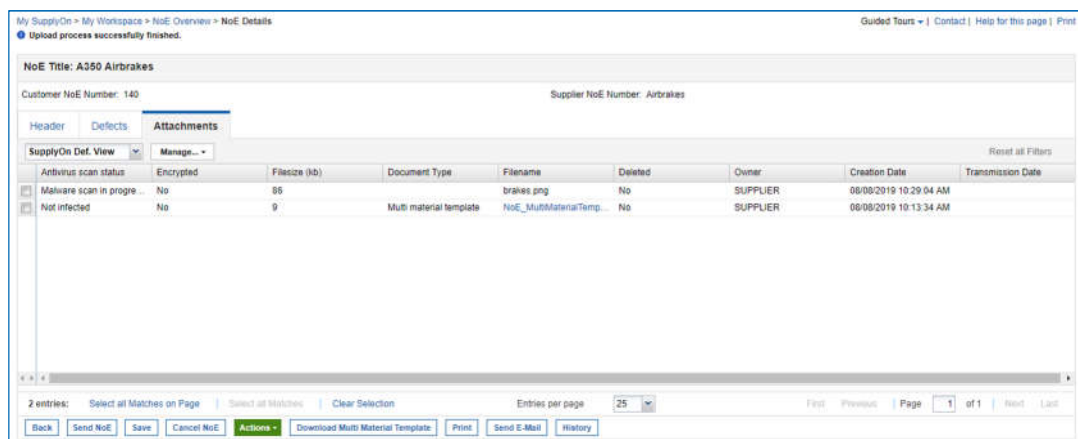 My SupplyOn > My Workspace > NoE Overview > NoE Details Guided Tours | Contact | Help for this page | Print
Upload process successfully finished.
NoE Title: A350 Airbrakes
Customer NoE Number: 140 Supplier NoE Number: Airbrakes
Header Defects Attachments
SupplyOn Def. View Manage... Reset all Filters
Antivirus scan status Encrypted Filesize (kb) Document Type Filename Deleted Owner Creation Date Transmission Date
Malware scan in progre... No 86 brakes.png No SUPPLIER 08/08/2019 10:29:04 AM
Not infected No 9 Multi material template NoE_MultiMaterialTemp... No SUPPLIER 08/08/2019 10:13:34 AM
2 entries: Select all Matches on Page | Select all Matches | Clear Selection Entries per page 25 First Previous | Page 1 of 1 | Next Last
Back Send NoE Save Cancel NoE Actions Download Multi Material Template Print Send E-Mail History